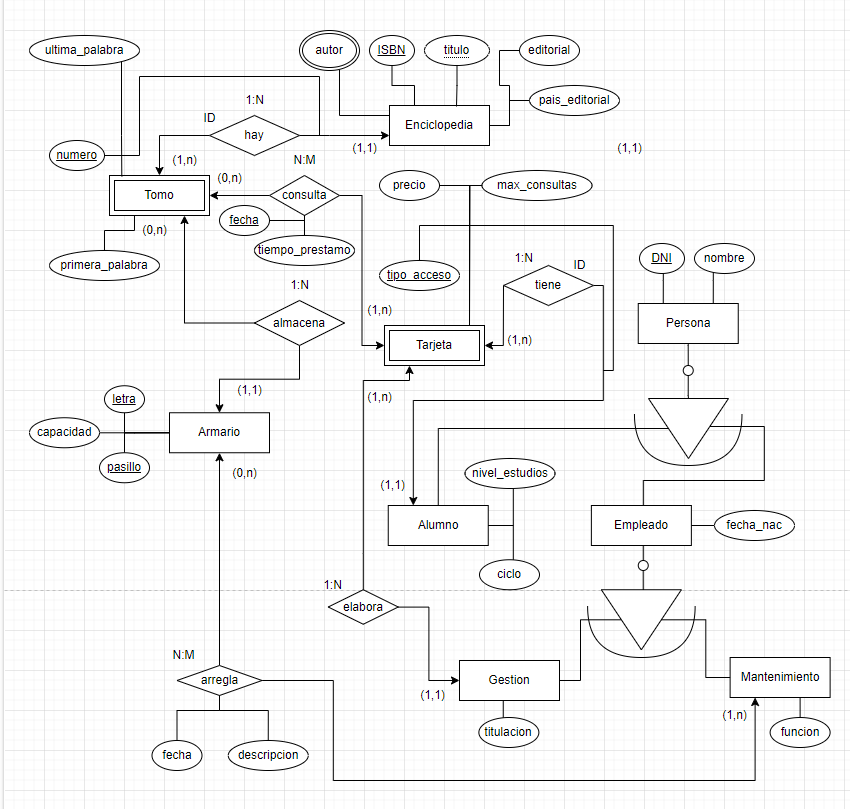 ultima_palabra
autor
ISBN
titulo
editorial
pais_editorial
1:N
ID
hay
Enciclopedia
numero
(1,n)
(1,1)
(1,1)
N:M
(0,n)
Tomo
consulta
precio
max_consultas
fecha
(0,n)
tiempo_prestamo
primera_palabra
tipo_acceso
1:N
ID
tiene
DNI
nombre
1:N
almacena
(1,n)
Persona
Tarjeta
(1,n)
(1,1)
(1,n)
letra
capacidad
Armario
pasillo
(0,n)
nivel_estudios
(1,1)
Alumno
Empleado
fecha_nac
ciclo
1:N
elabora
N:M
arregla
Gestion
Mantenimiento
(1,1)
(1,n)
titulacion
funcion
fecha
descripcion